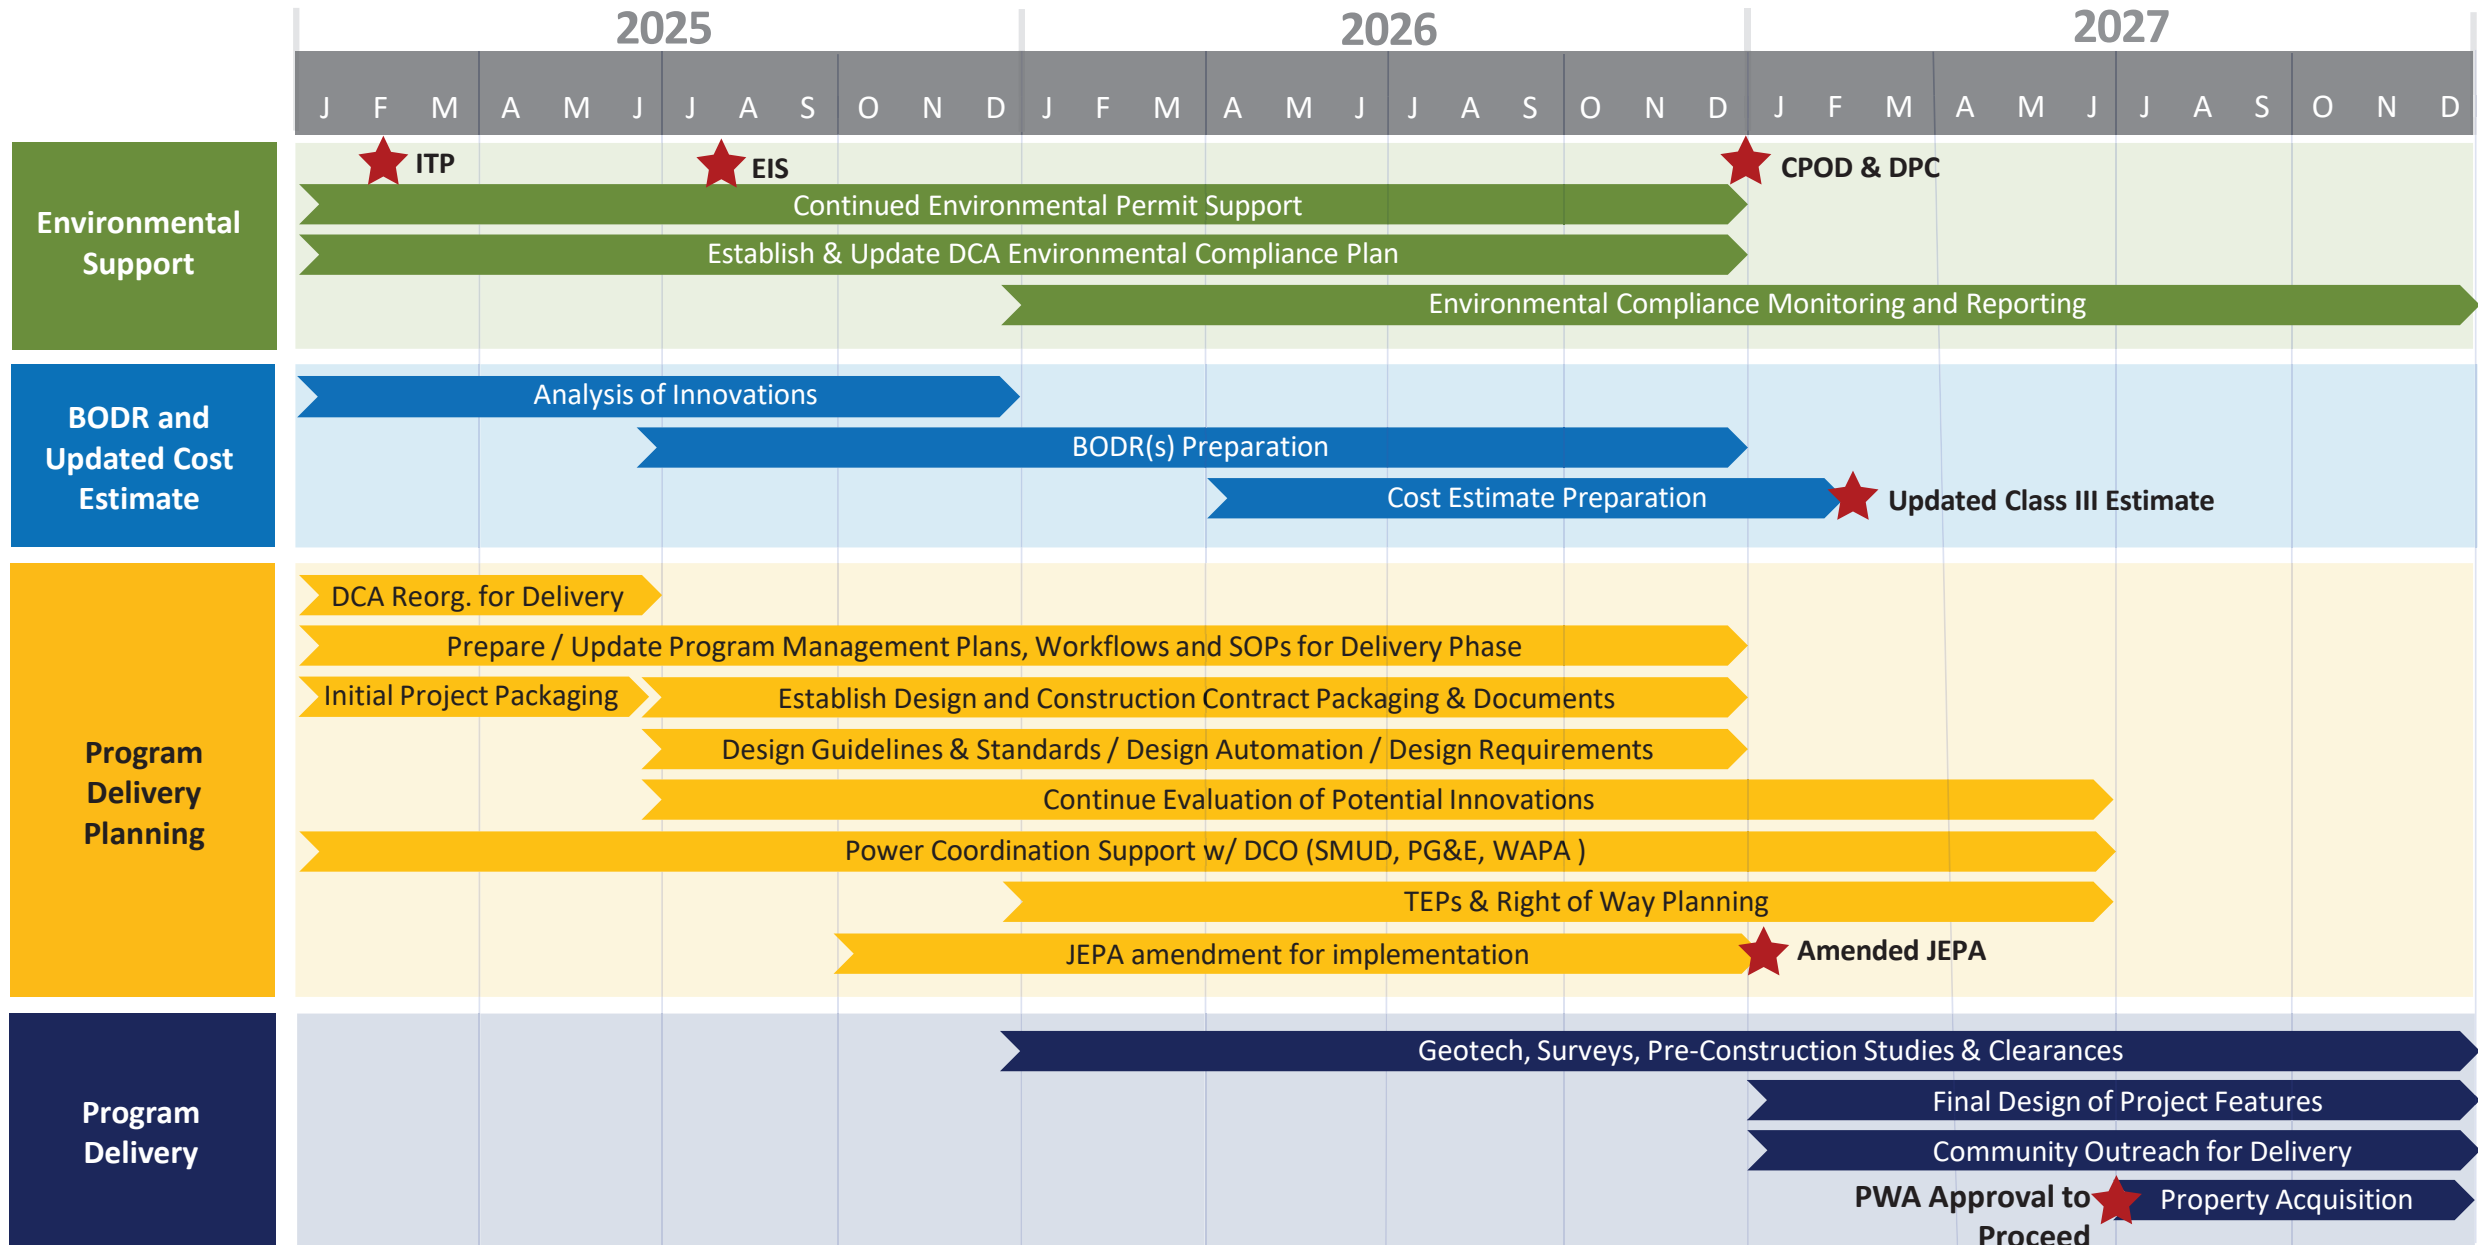 2025 2026 2027
J F M A M J J A S O N D J F M A M J J A S O N D J F M A M J J A S O N D
Environmental
Support
ITP
EIS
CPOD & DPC
Continued Environmental Permit Support
Establish & Update DCA Environmental Compliance Plan
Environmental Compliance Monitoring and Reporting
BODR and
Updated Cost
Estimate
Analysis of Innovations
BODR(s) Preparation
Cost Estimate Preparation
Updated Class III Estimate
Program
Delivery
Planning
DCA Reorg. for Delivery
Prepare / Update Program Management Plans, Workflows and SOPs for Delivery Phase
Initial Project Packaging
Establish Design and Construction Contract Packaging & Documents
Design Guidelines & Standards / Design Automation / Design Requirements
Continue Evaluation of Potential Innovations
Power Coordination Support w/ DCO (SMUD, PG&E, WAPA )
TEPs & Right of Way Planning
JEPA amendment for implementation
Amended JEPA
Program
Delivery
Geotech, Surveys, Pre-Construction Studies & Clearances
Final Design of Project Features
Community Outreach for Delivery
PWA Approval to
Proceed
Property Acquisition